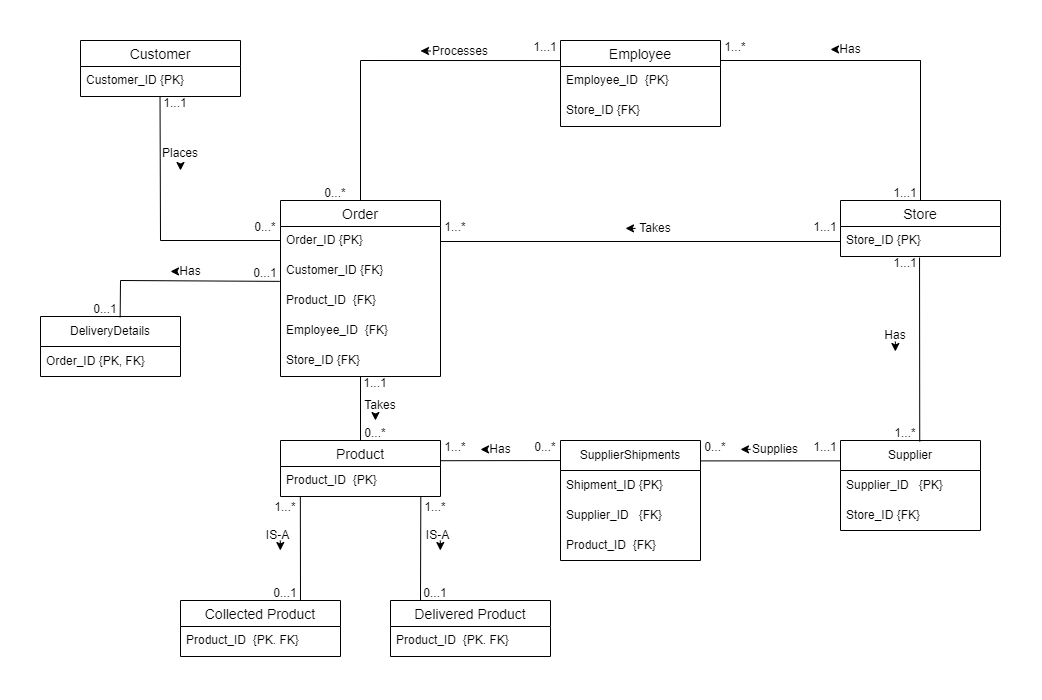 Customer
Customer_ID {PK}
1...1
Places
0...*
Processes
1...1
0...*
Employee
Employee_ID {PK}
Store_ID {FK}
1...*
Has
1...1
Store
Store_ID {PK}
1...1
Takes
1...*
Order
Order_ID {PK}
Customer_ID {FK}
Product_ID {FK}
Employee_ID {FK}
Store_ID {FK}
Has
0...1
0...1
DeliveryDetails
Order_ID {PK, FK}
1...1
Has
1...*
1...1
Takes
0...*
Product
Product_ID {PK}
1...*
Has
0...*
SupplierShipments
Shipment_ID {PK}
Supplier_ID {FK}
Product_ID {FK}
0...*
Supplies
1...1
Supplier
Supplier_ID {PK}
Store_ID {FK}
1...*
IS-A
0...1
1...*
IS-A
0...1
Collected Product
Product_ID {PK. FK}
Delivered Product
Product_ID {PK. FK}